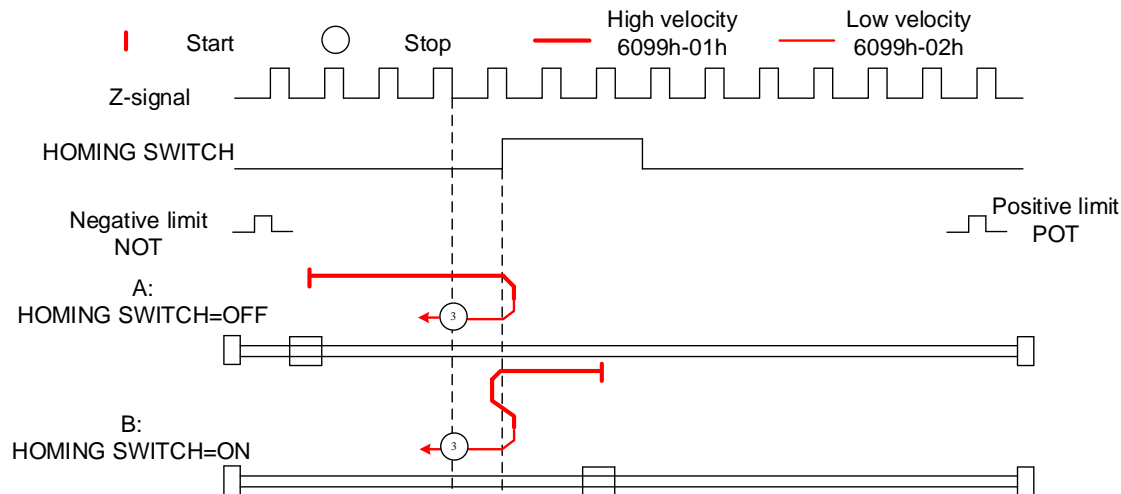 Start
Stop
High velocity
6099h-01h
Low velocity
6099h-02h
Z-signal
HOMING SWITCH
Negative limit
NOT
Positive limit
POT
A:
HOMING SWITCH=OFF
3
B:
HOMING SWITCH=ON
3